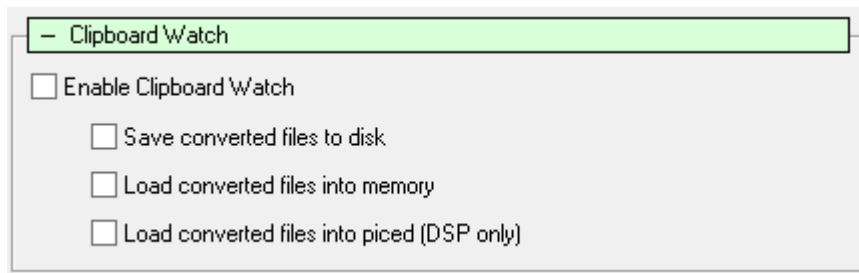 – Clipboard Watch
Enable Clipboard Watch
Save converted files to disk
Load converted files into memory
Load converted files into piced (DSP only)